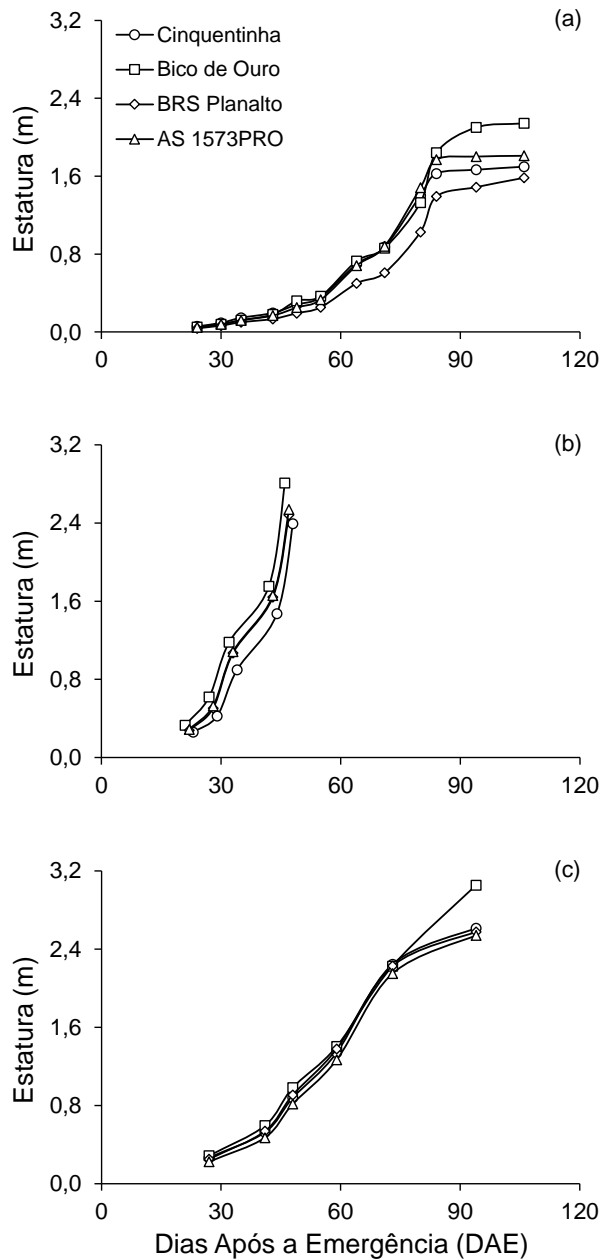 (a)
3,2
Cinquentinha
Bico de Ouro
2,4
BRS Planalto
AS 1573PRO
1,6
0,8
0,0
Estatura (m)
0 30 60 90 120
(b)
3,2
2,4
1,6
0,8
0,0
Estatura (m)
0 30 60 90 120
(c)
3,2
2,4
1,6
0,8
0,0
Estatura (m)
0 30 60 90 120
Dias Após a Emergência (DAE)